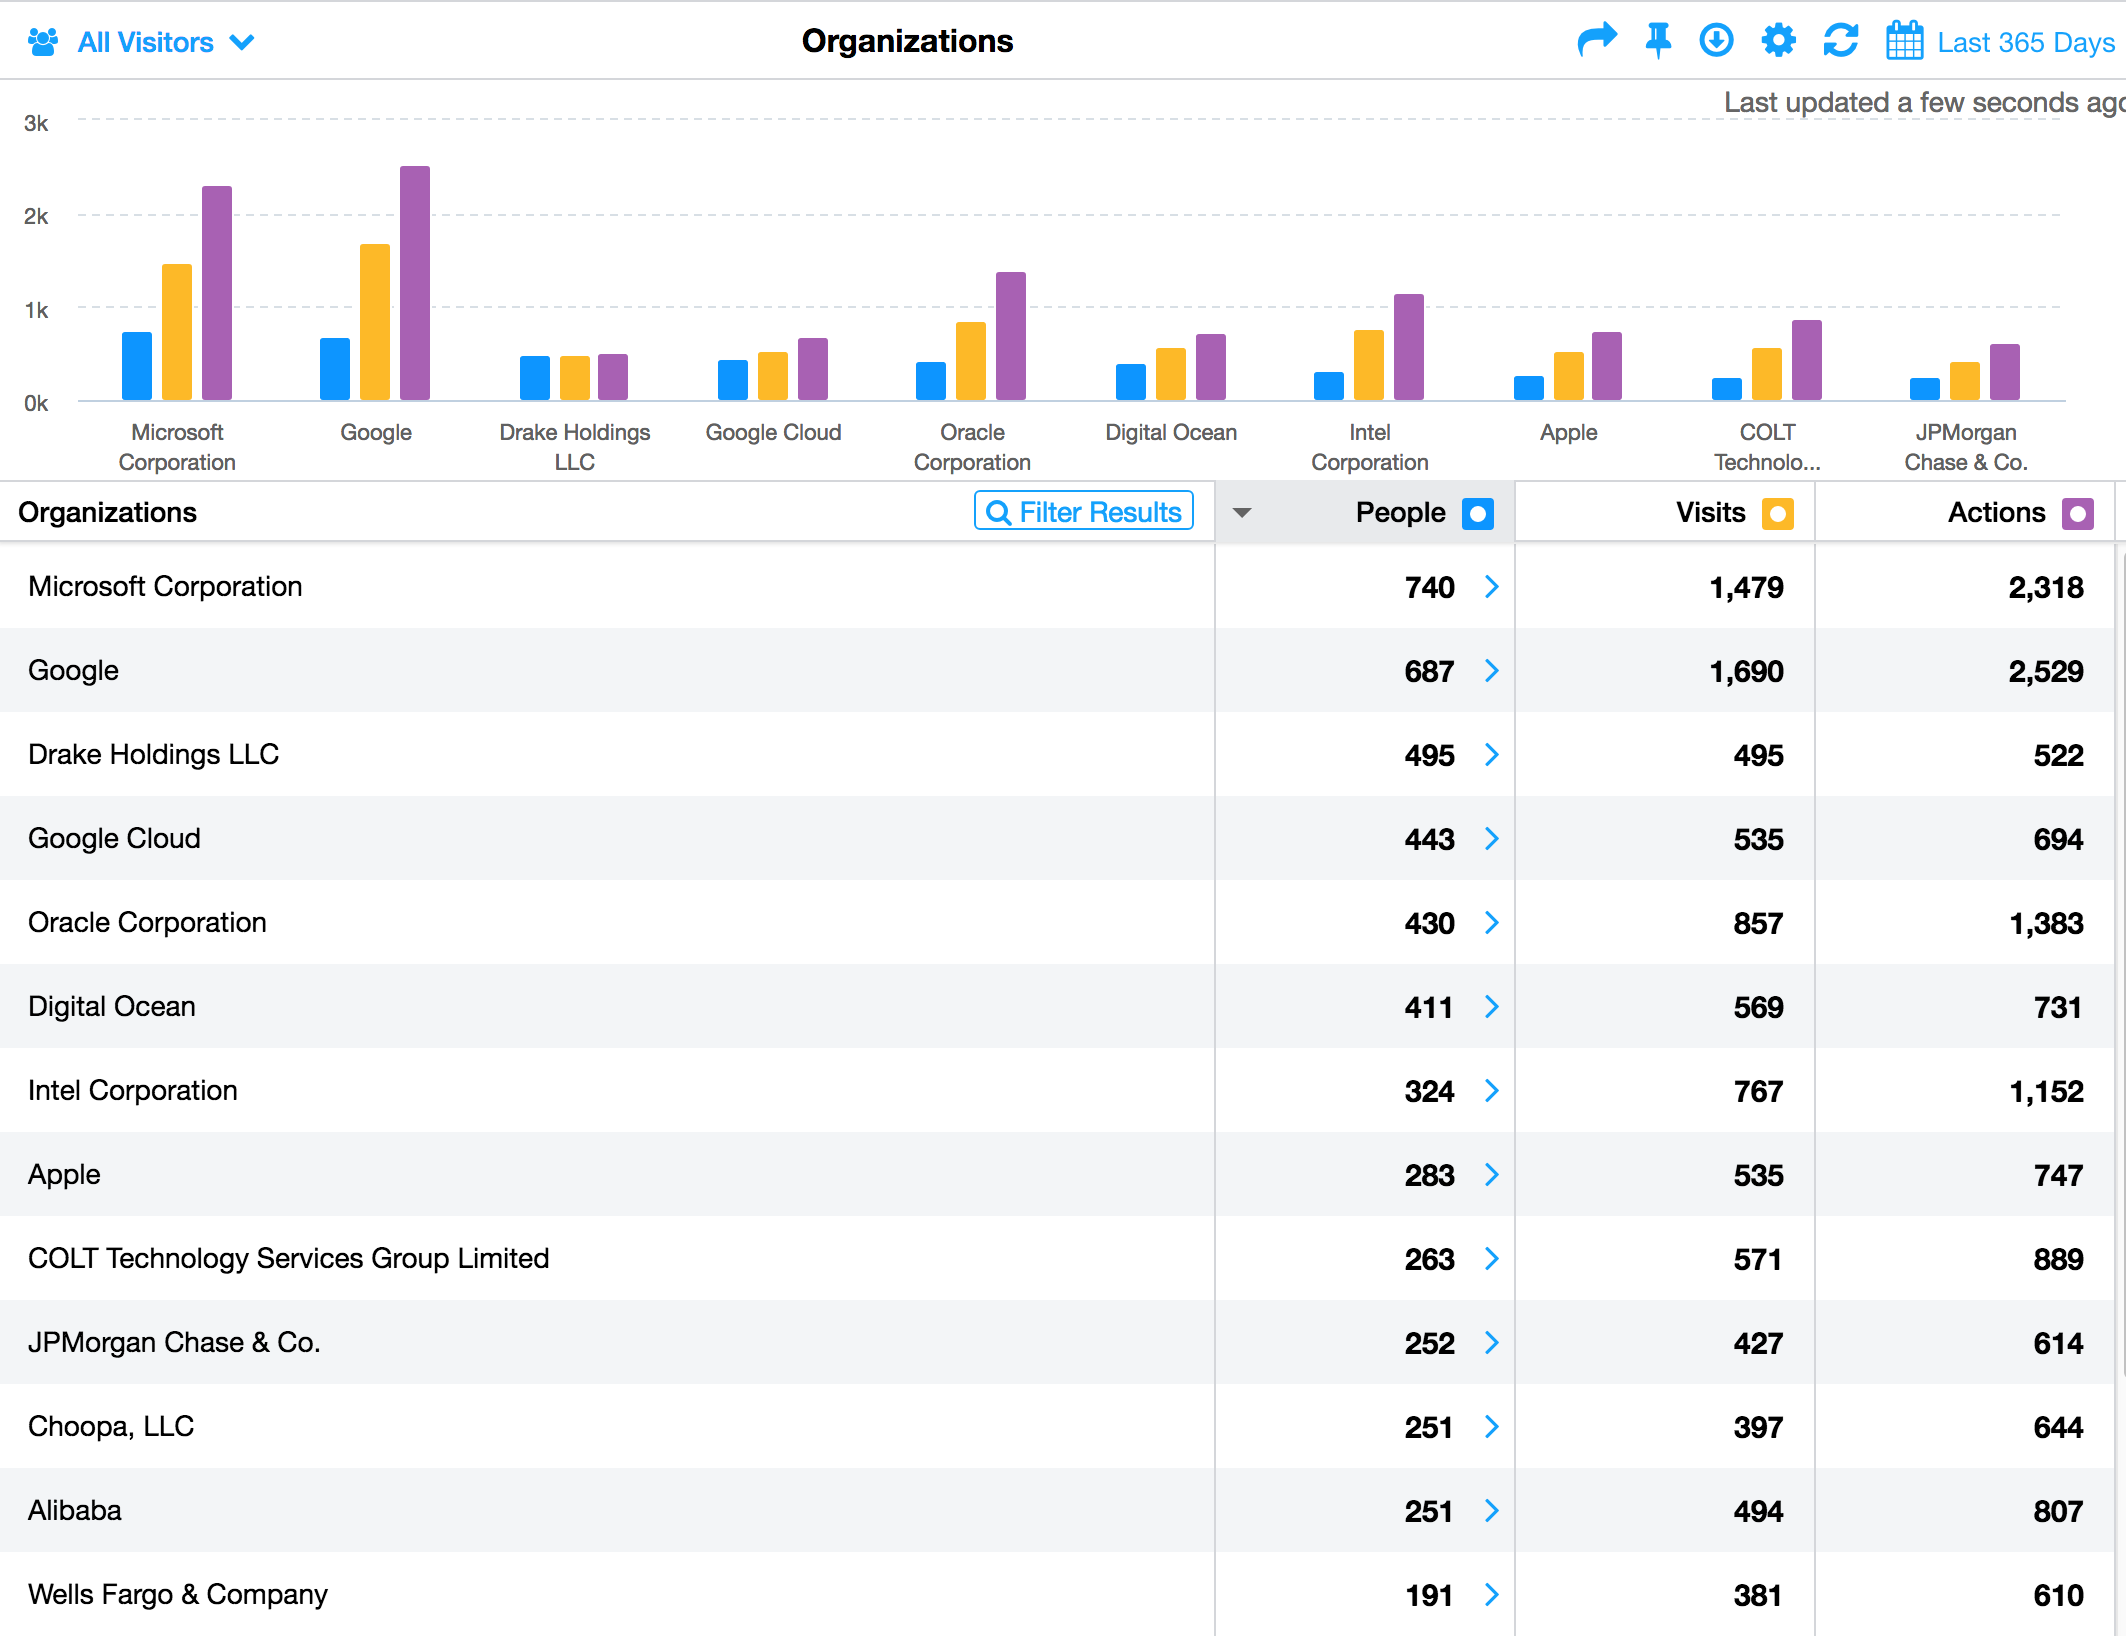 All Visitors
Organizations
Last 365 Days
Last updated a few seconds ago
3k
2k
1k
0k
Microsoft Corporation
Google
Drake Holdings LLC
Google Cloud
Oracle Corporation
Digital Ocean
Intel Corporation
Apple
COLT Technolo...
JPMorgan Chase & Co.
Organizations Filter Results People Visits Actions
Microsoft Corporation 740 1,479 2,318
Google 687 1,690 2,529
Drake Holdings LLC 495 495 522
Google Cloud 443 535 694
Oracle Corporation 430 857 1,383
Digital Ocean 411 569 731
Intel Corporation 324 767 1,152
Apple 283 535 747
COLT Technology Services Group Limited 263 571 889
JPMorgan Chase & Co. 252 427 614
Choopa, LLC 251 397 644
Alibaba 251 494 807
Wells Fargo & Company 191 381 610